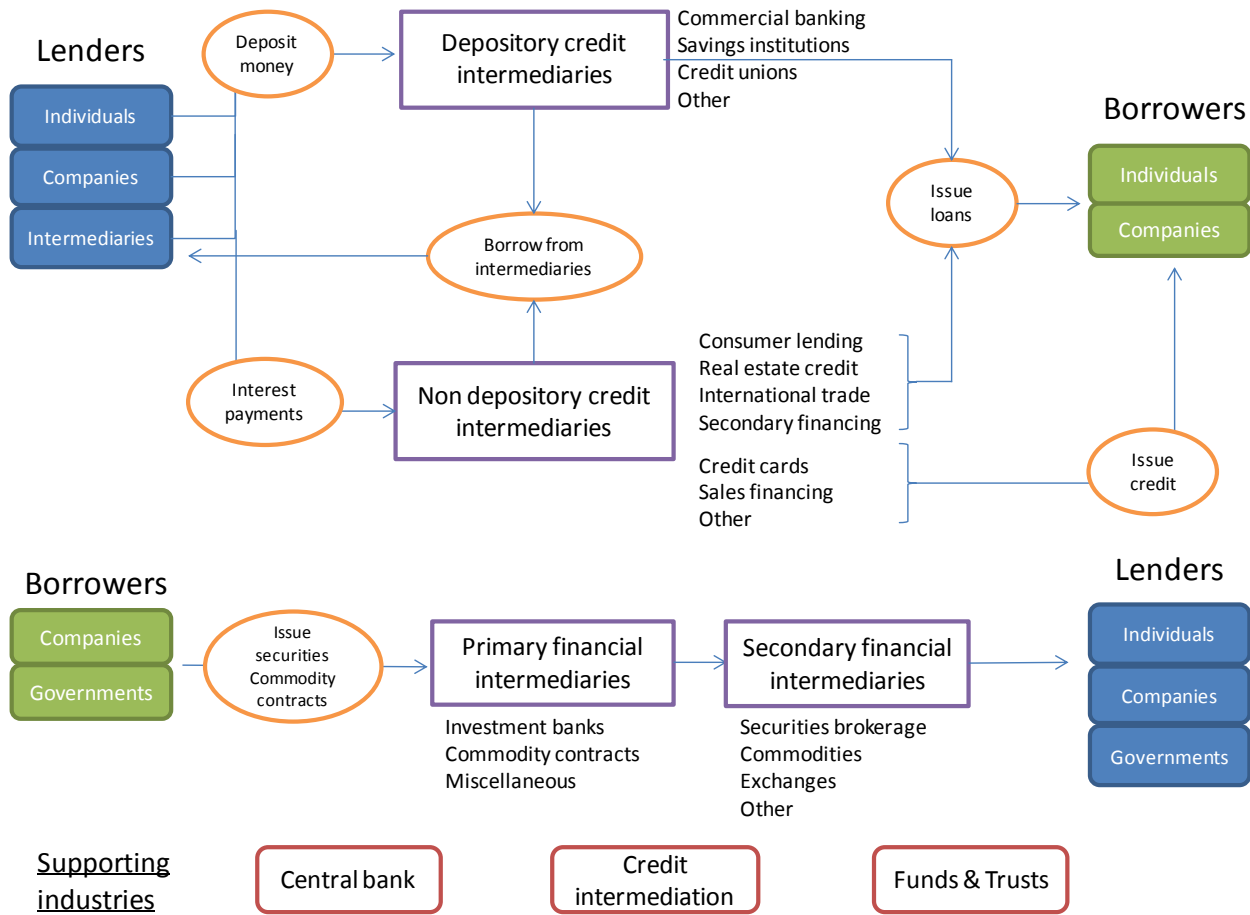 Lenders
Individuals
Companies
Intermediaries
Deposit
money
Depository credit
intermediaries
Commercial banking
Savings institutions
Credit unions
Other
Borrow from
intermediaries
Interest
payments
Non depository credit
intermediaries
Issue
loans
Borrowers
Individuals
Companies
Consumer lending
Real estate credit
International trade
Secondary financing
Credit cards
Sales financing
Other
Issue
credit
Borrowers
Companies
Governments
Issue
securities
Commodity
contracts
Primary financial
intermediaries
Investment banks
Commodity contracts
Miscellaneous
Secondary financial
intermediaries
Securities brokerage
Commodities
Exchanges
Other
Lenders
Individuals
Companies
Governments
Supporting
industries
Central bank
Credit
intermediation
Funds & Trusts